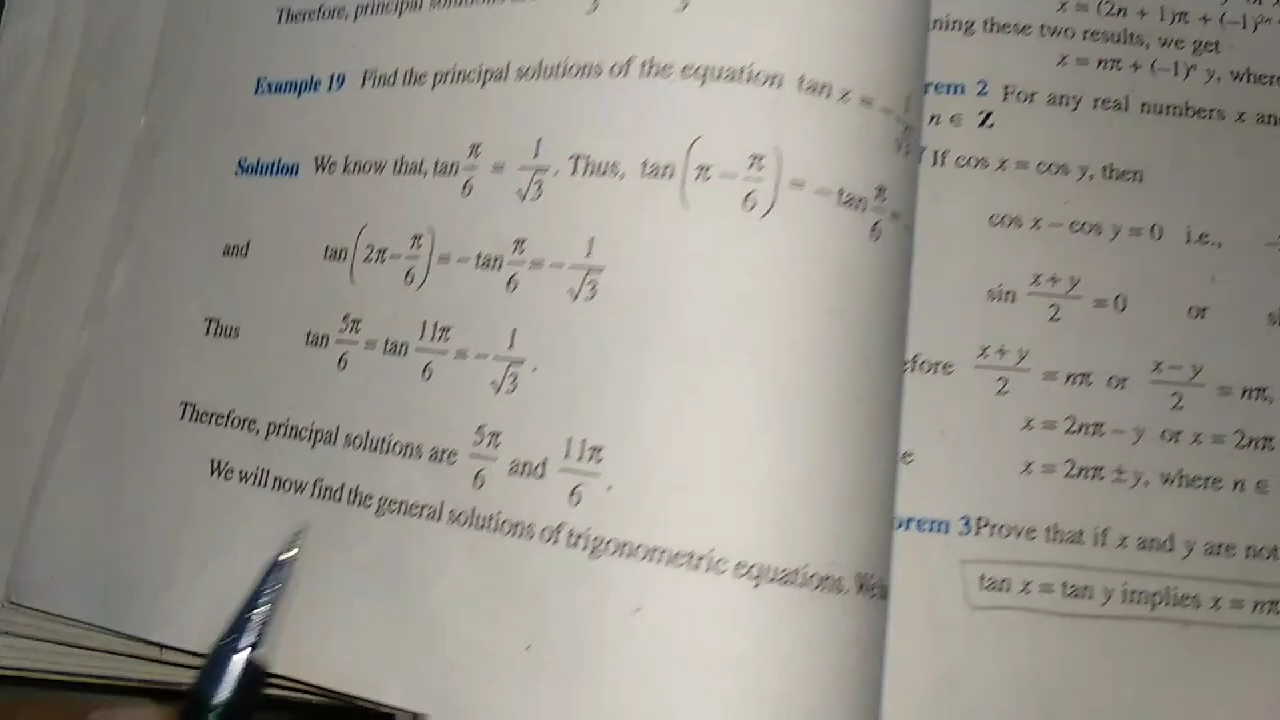 Therefore, principal
Example 19 Find the principal solutions of the equation tan x = − 1/√3
Solution We know that, tan π/6 = 1/√3. Thus, tan(π − π/6) = − tan π/6 =
and tan(2π − π/6) = − tan π/6 = − 1/√3
Thus tan 5π/6 = tan 11π/6 = − 1/√3.
Therefore, principal solutions are 5π/6 and 11π/6.
We will now find the general solutions of trigonometric equations. We
x = (2n + 1)π + (−1)
ning these two results, we get
x = nπ + (−1)ⁿ y, where
rem 2 For any real numbers x an
n ∈ Z
If cos x = cos y, then
cos x − cos y = 0 i.e.,
sin (x + y)/2 = 0 or
efore (x + y)/2 = nπ or (x − y)/2 = nπ,
x = 2nπ − y or x = 2nπ
e x = 2nπ ± y, where n ∈
orem 3 Prove that if x and y are not
tan x = tan y implies x = nπ